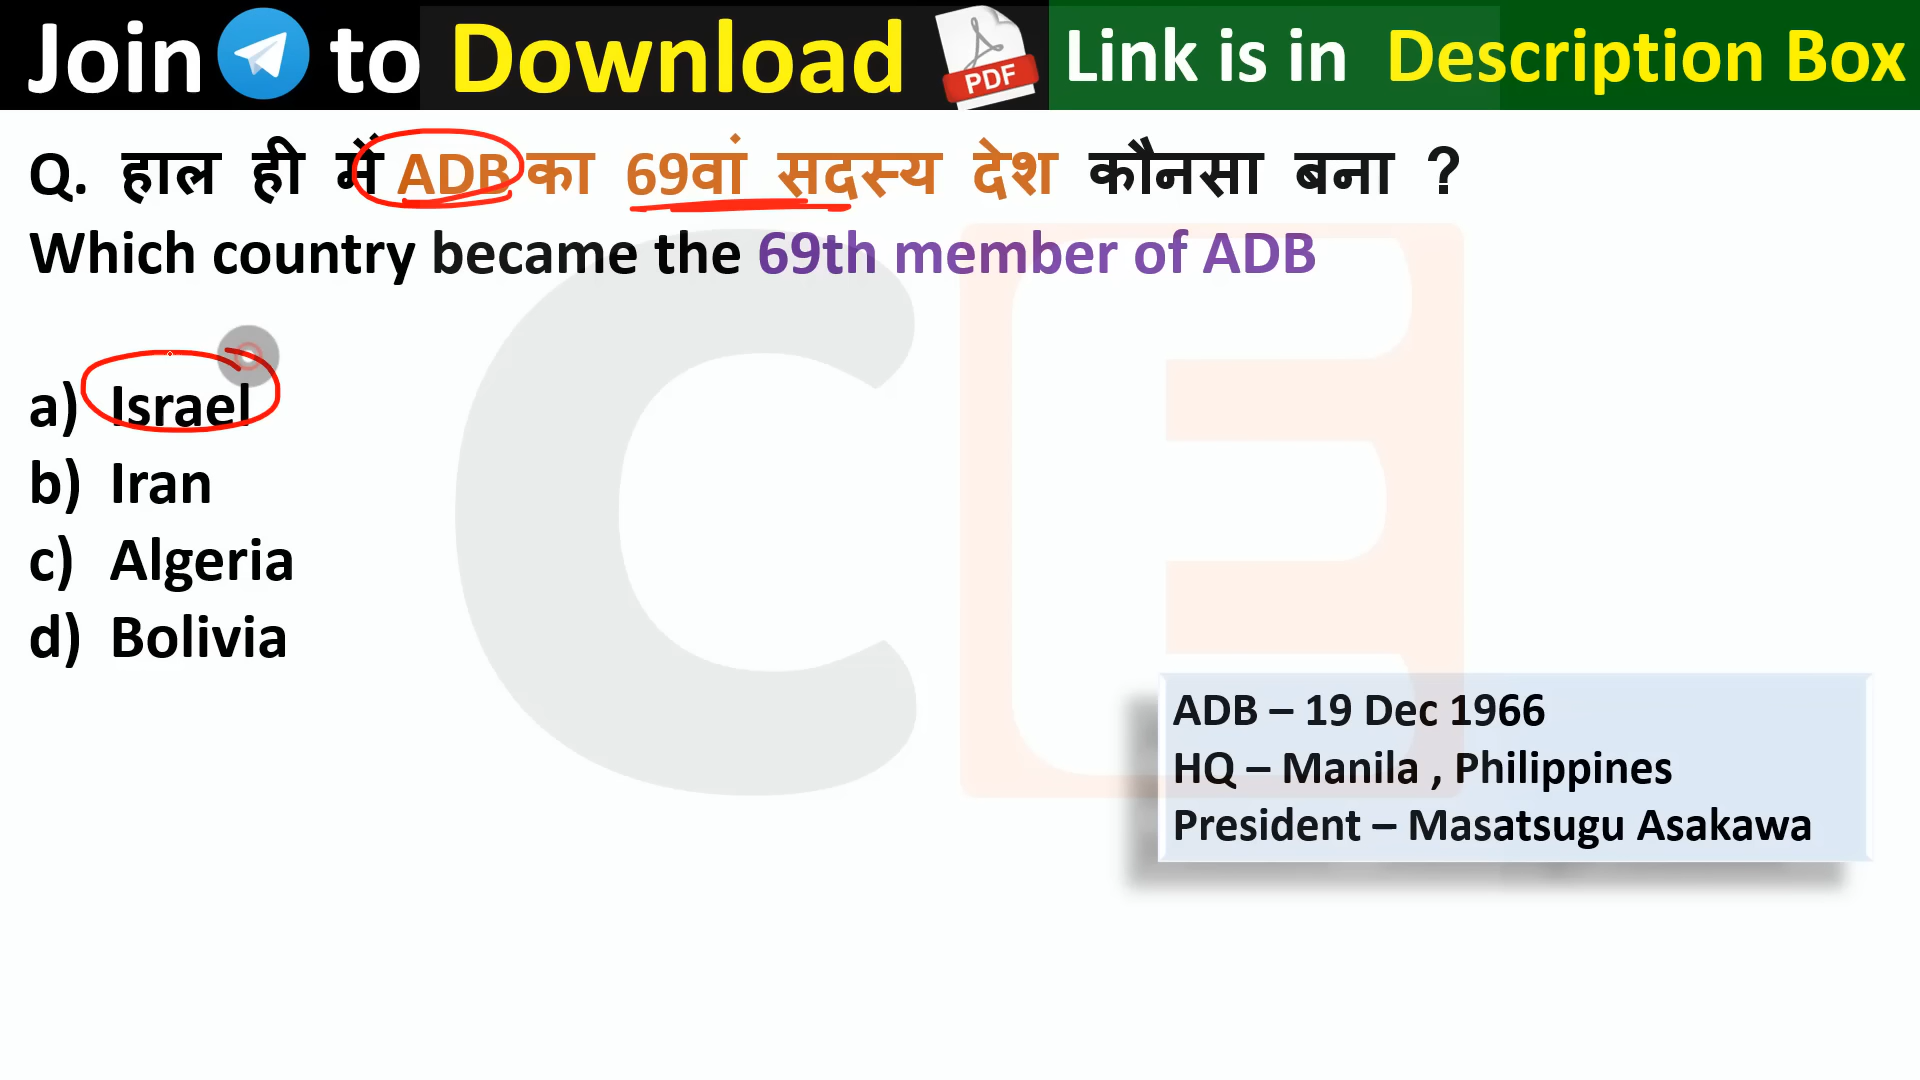 Join to Download PDF Link is in Description Box
Q. हाल ही में ADB का 69वां सदस्य देश कौनसा बना ?
Which country became the 69th member of ADB
a) Israel
b) Iran
c) Algeria
d) Bolivia
CE
ADB – 19 Dec 1966
HQ – Manila , Philippines
President – Masatsugu Asakawa